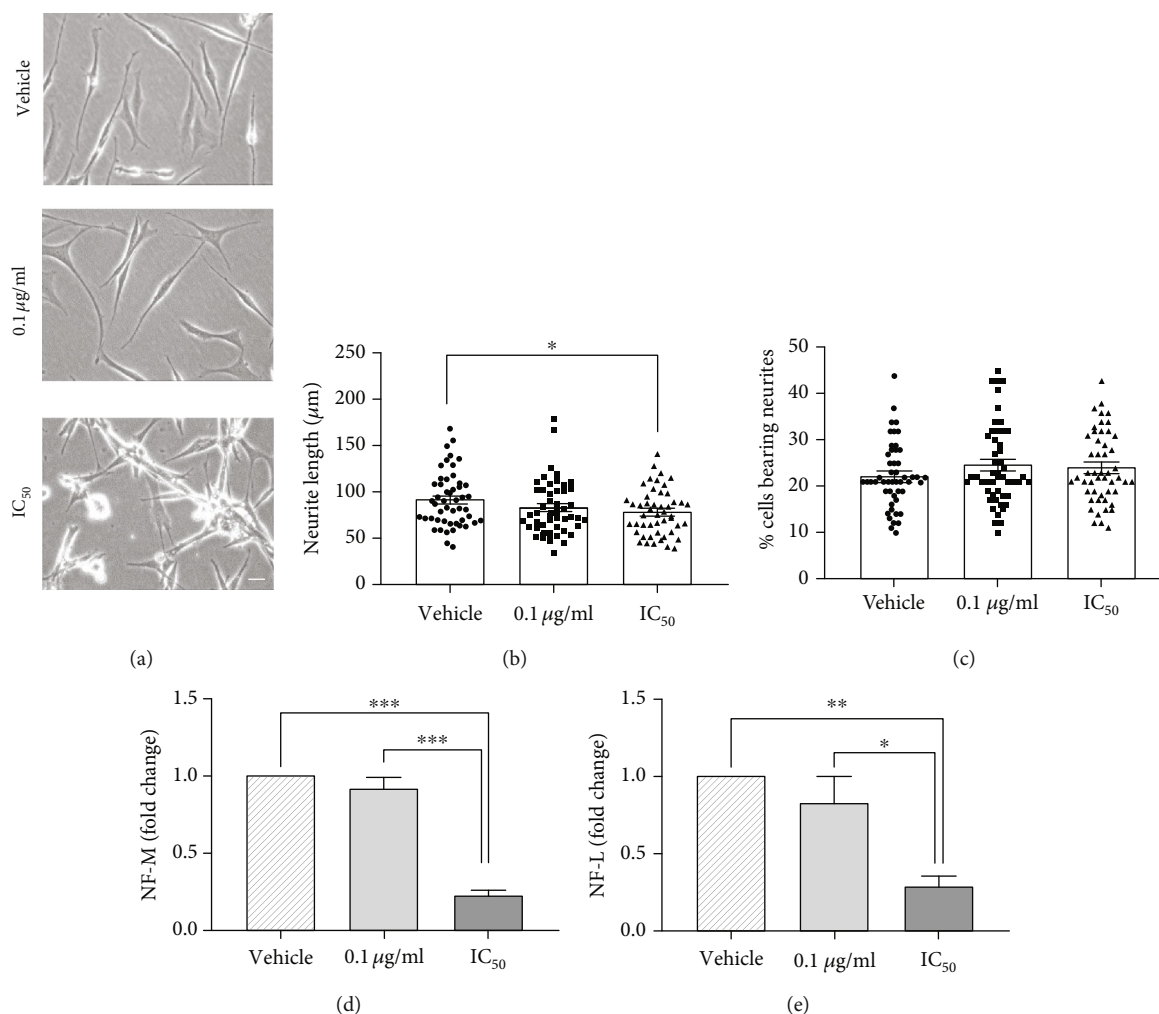 Vehicle
0.1 μg/ml
IC50
(a)
Neurite length (μm)
250
200
150
100
50
0
*
Vehicle
0.1 μg/ml
IC50
(b)
% cells bearing neurites
50
40
30
20
10
0
Vehicle
0.1 μg/ml
IC50
(c)
NF-M (fold change)
1.5
1.0
0.5
0.0
***
***
Vehicle
0.1 μg/ml
IC50
(d)
NF-L (fold change)
1.5
1.0
0.5
0.0
**
*
Vehicle
0.1 μg/ml
IC50
(e)